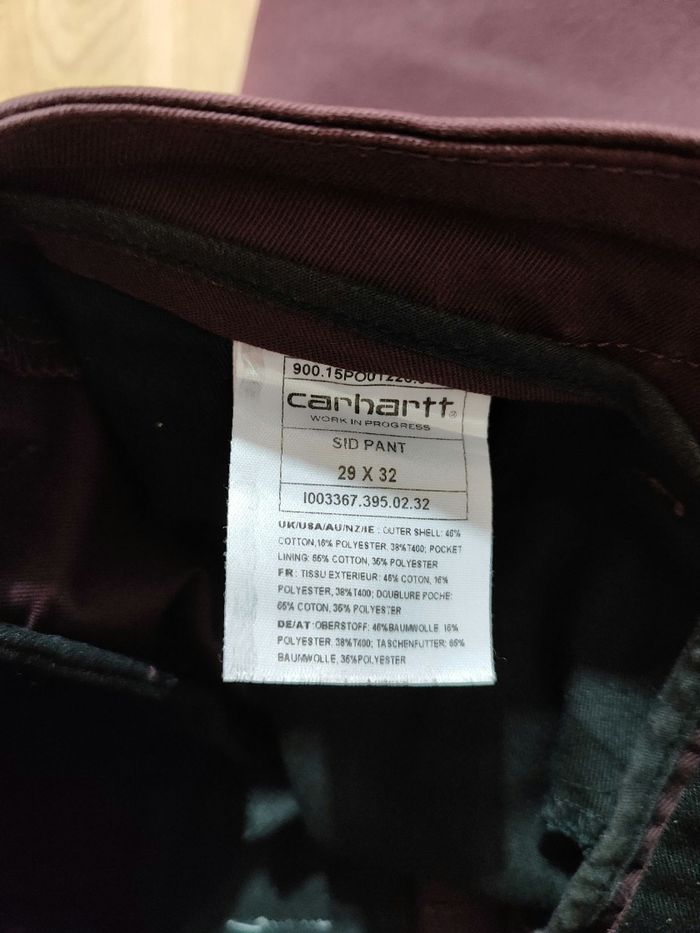 carhartt®
WORK IN PROGRESS
SID PANT
29 X 32
I003367.395.02.32
UK/USA/AU/NZ/IE : OUTER SHELL: 46%
COTTON,16% POLYESTER, 38%T400; POCKET
LINING: 65% COTTON, 35% POLYESTER
FR: TISSU EXTERIEUR: 46% COTON, 16%
POLYESTER, 38%T400; DOUBLURE POCHE:
65% COTON, 35% POLYESTER
DE/AT:OBERSTOFF: 46%BAUMWOLLE 16%
POLYESTER. 38%T400; TASCHENFUTTER: 65%
BAUMWOLLE, 35%POLYESTER